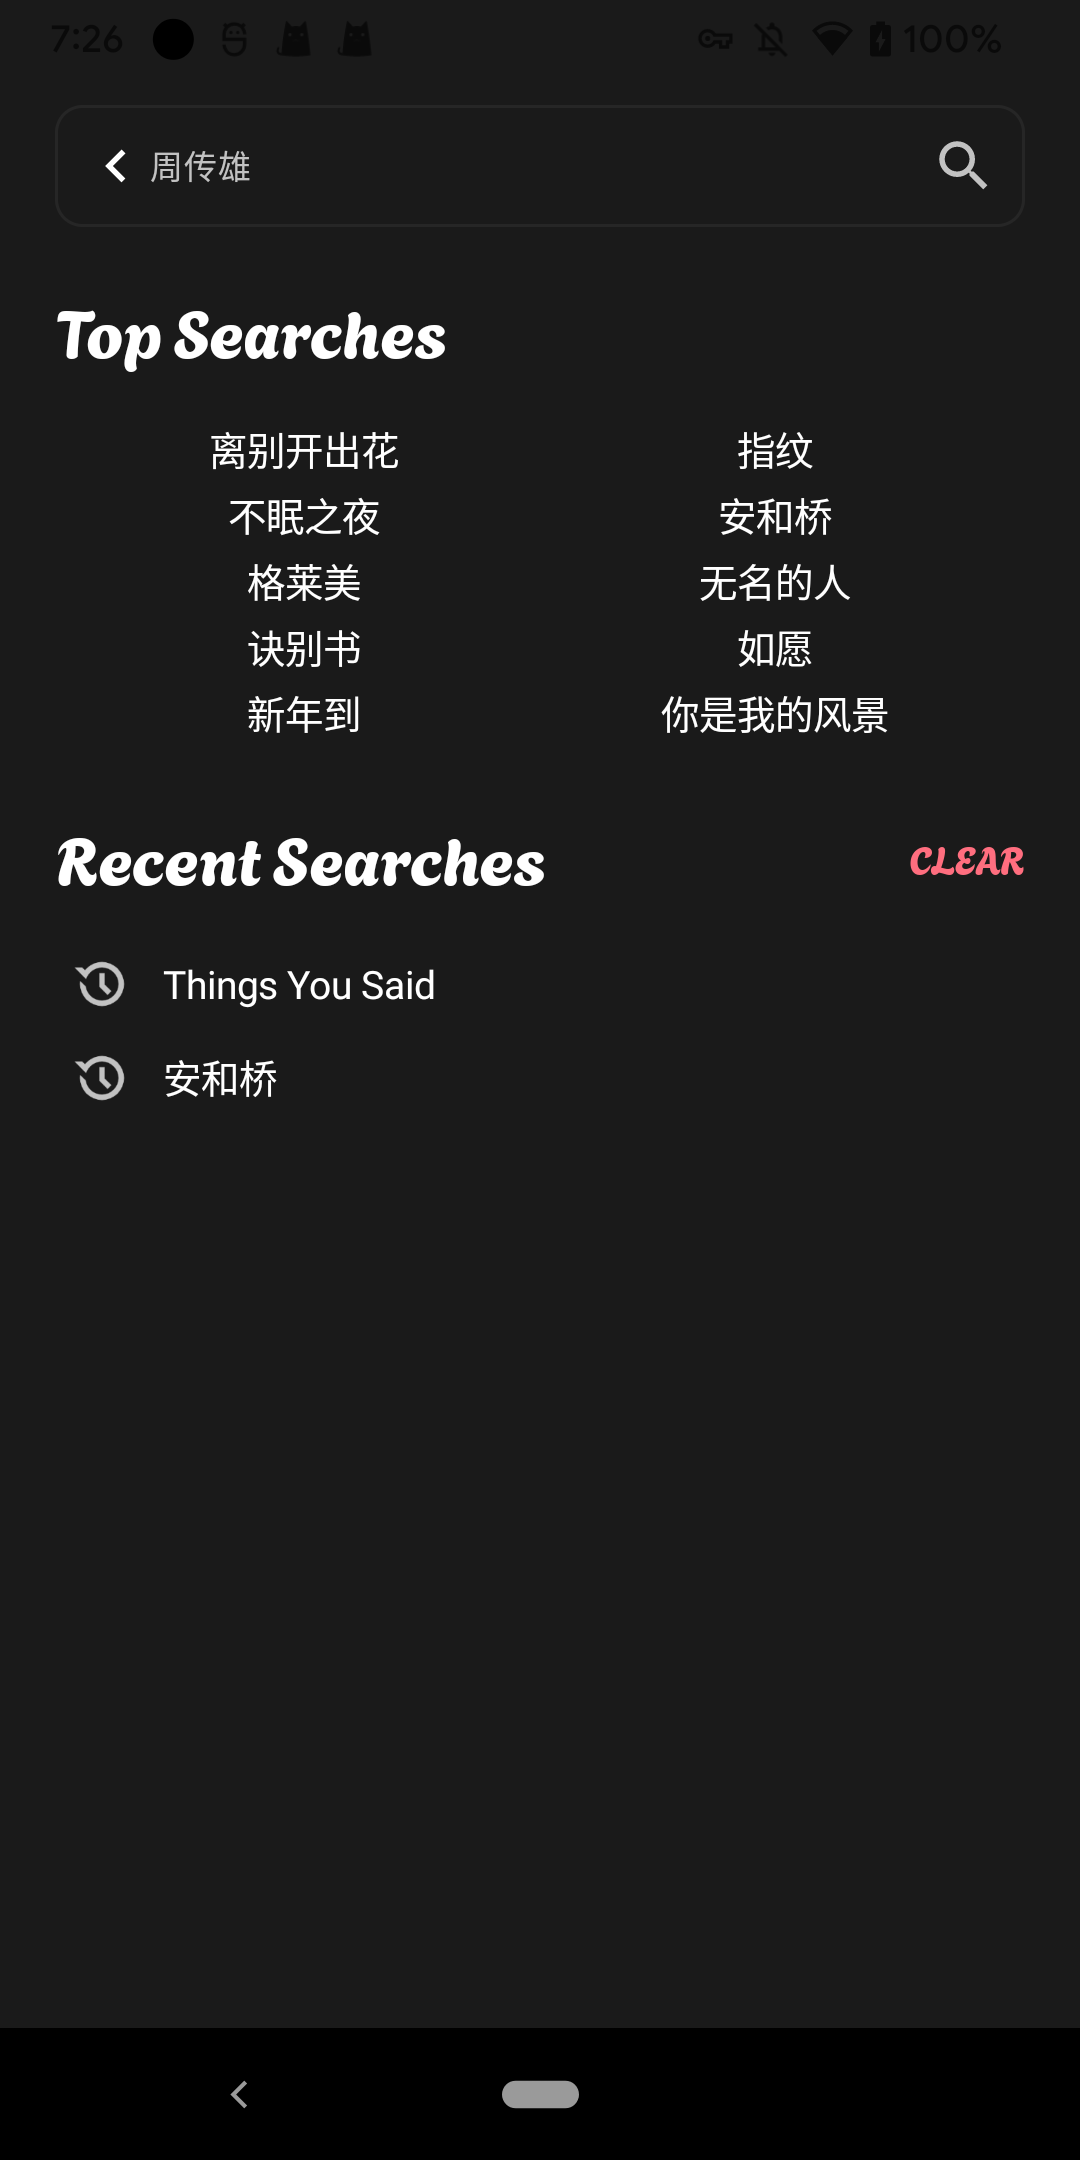 7:26
100%
周传雄
Top Searches
离别开出花
指纹
不眠之夜
安和桥
格莱美
无名的人
诀别书
如愿
新年到
你是我的风景
Recent Searches
CLEAR
Things You Said
安和桥